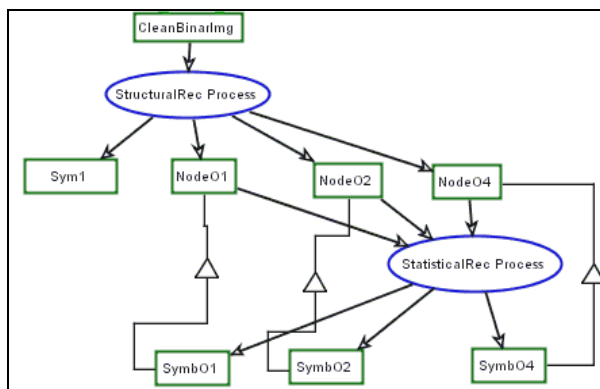 CleanBinarImg
StructuralRec Process
Sym1
NodeO1
NodeO2
NodeO4
StatisticalRec Process
SymbO1
SymbO2
SymbO4